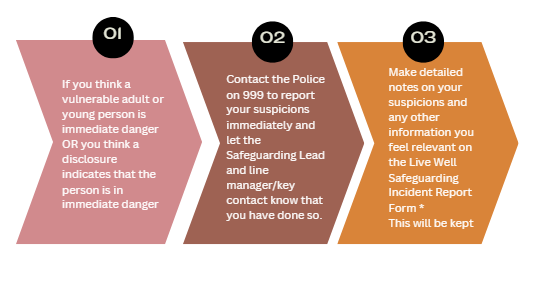 01
If you think a
vulnerable adult or
young person is
immediate danger
OR you think a
disclosure
indicates that the
person is in
immediate danger
02
Contact the Police
on 999 to report
your suspicions
immediately and
let the
Safeguarding Lead
and line
manager/key
contact know that
you have done so.
03
Make detailed
notes on your
suspicions and
any other
information you
feel relevant on
the Live Well
Safeguarding
Incident Report
Form *
This will be kept